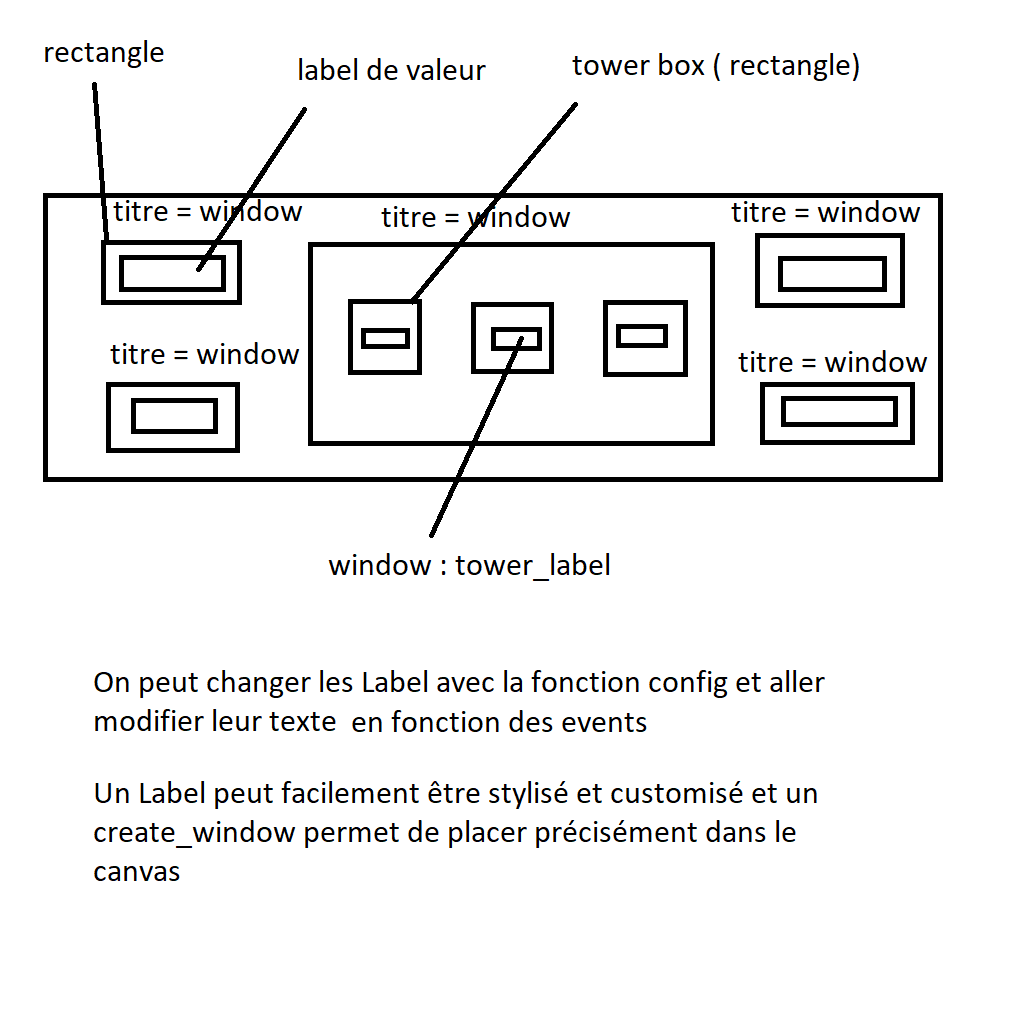 rectangle
label de valeur
tower box ( rectangle)
titre = window
titre = window
titre = window
titre = window
titre = window
window : tower_label
On peut changer les Label avec la fonction config et aller
modifier leur texte  en fonction des events
Un Label peut facilement être stylisé et customisé et un
create_window permet de placer précisément dans le
canvas